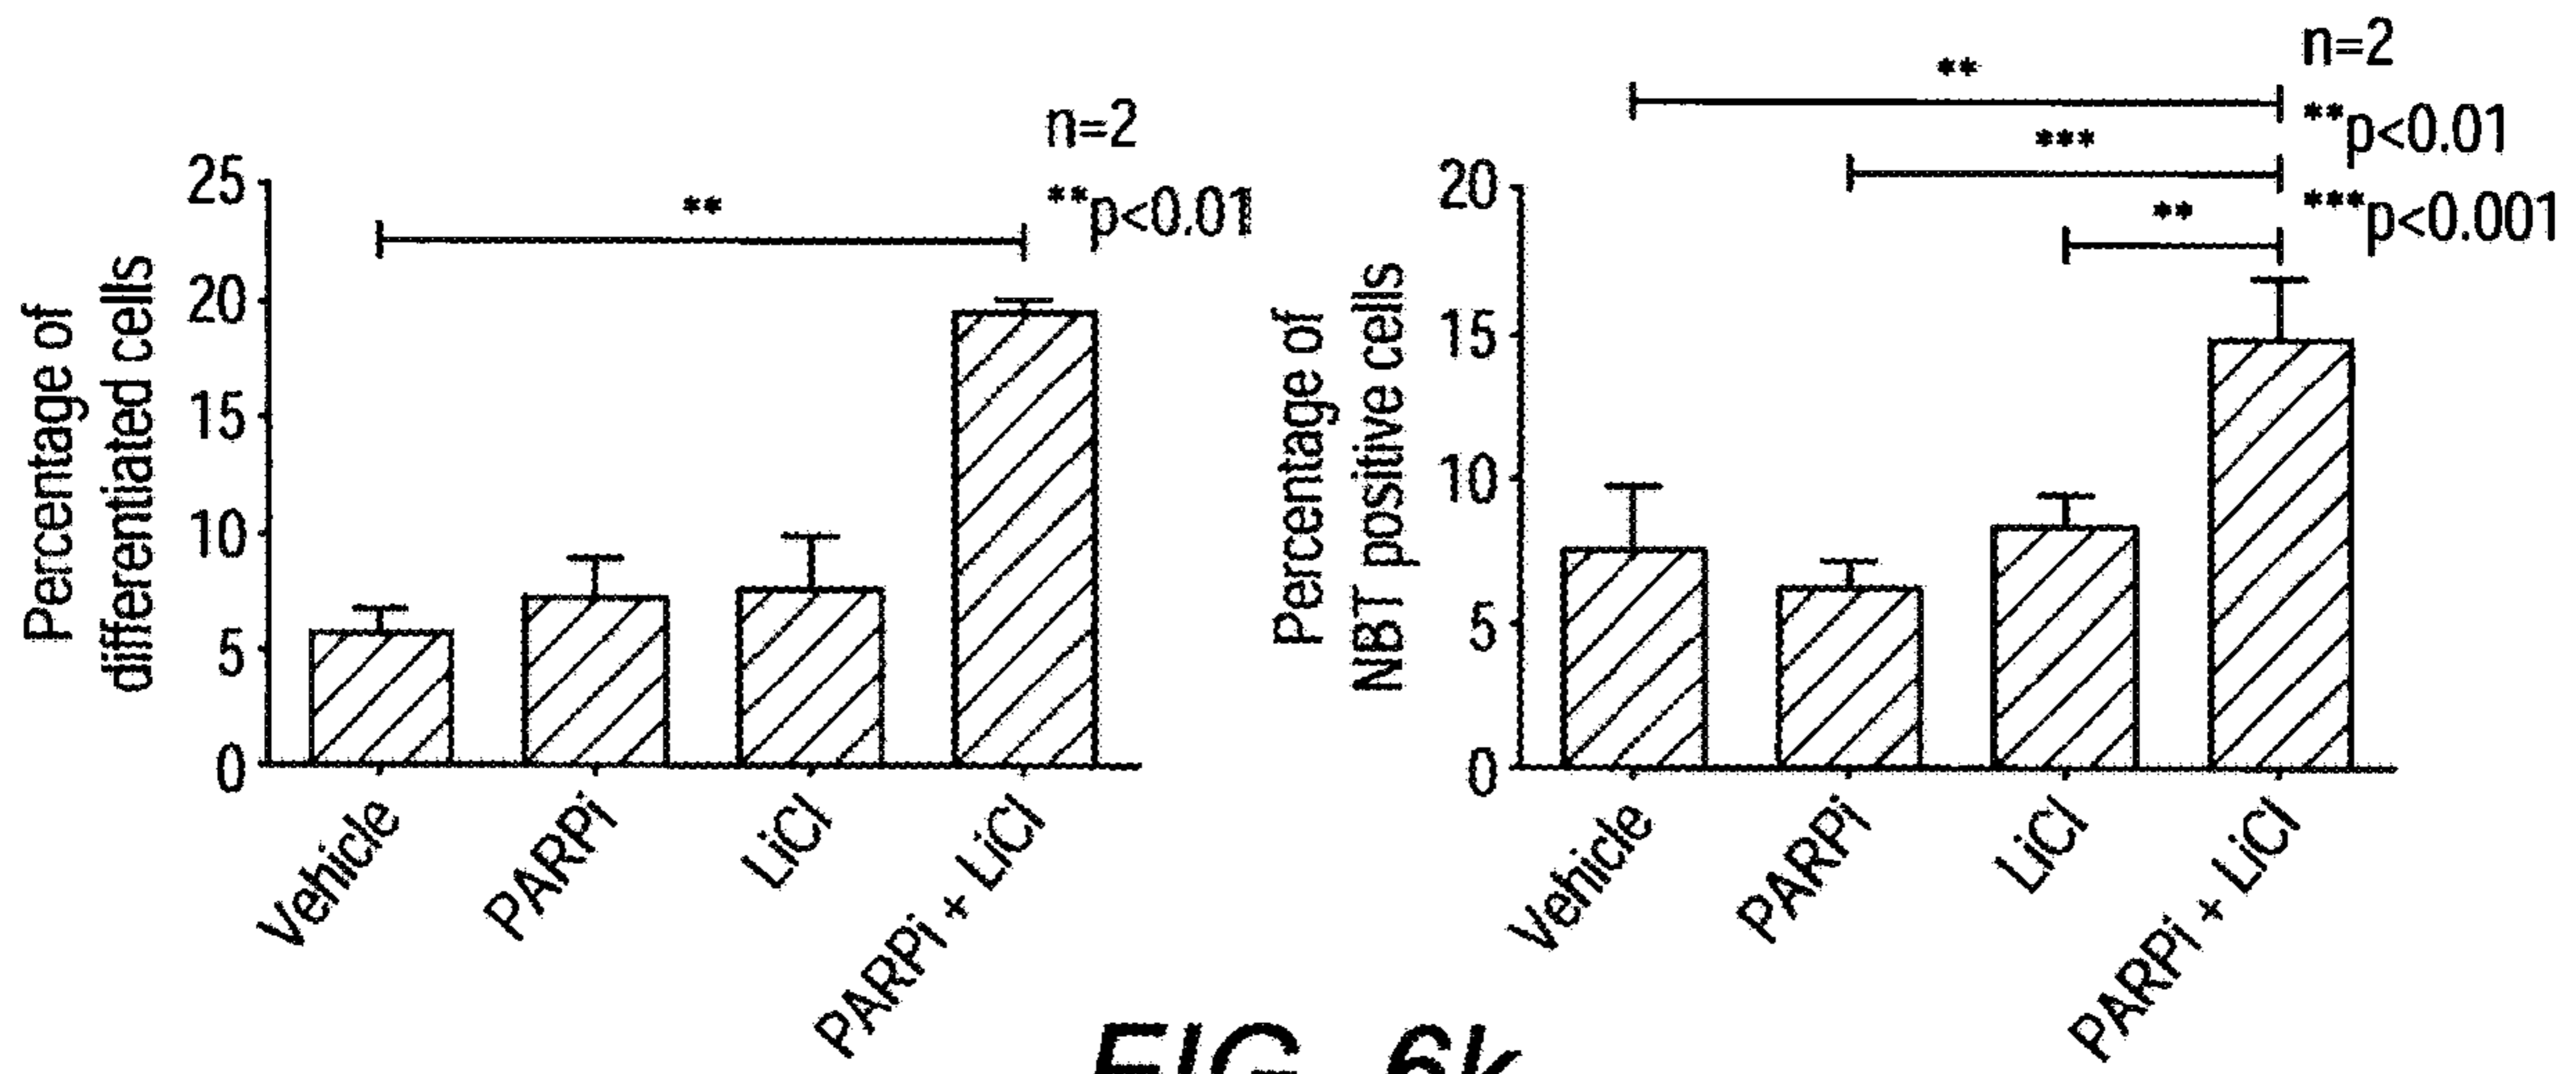 n=2
**p<0.01
**
25
20
15
10
5
0
Percentage of
differentiated cells
Vehicle
PARPi
LiCl
PARPi + LiCl
n=2
**p<0.01
***p<0.001
**
***
**
20
15
10
5
0
Percentage of
NBT positive cells
Vehicle
PARPi
LiCl
PARPi + LiCl
FIG. 6k